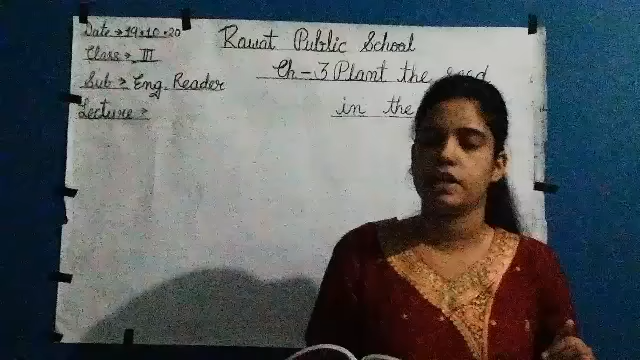 Date → 19.10.20
Class → III
Sub → Eng. Reader
Lecture →
Rawat Public School
Ch-3 Plant the seed
in the